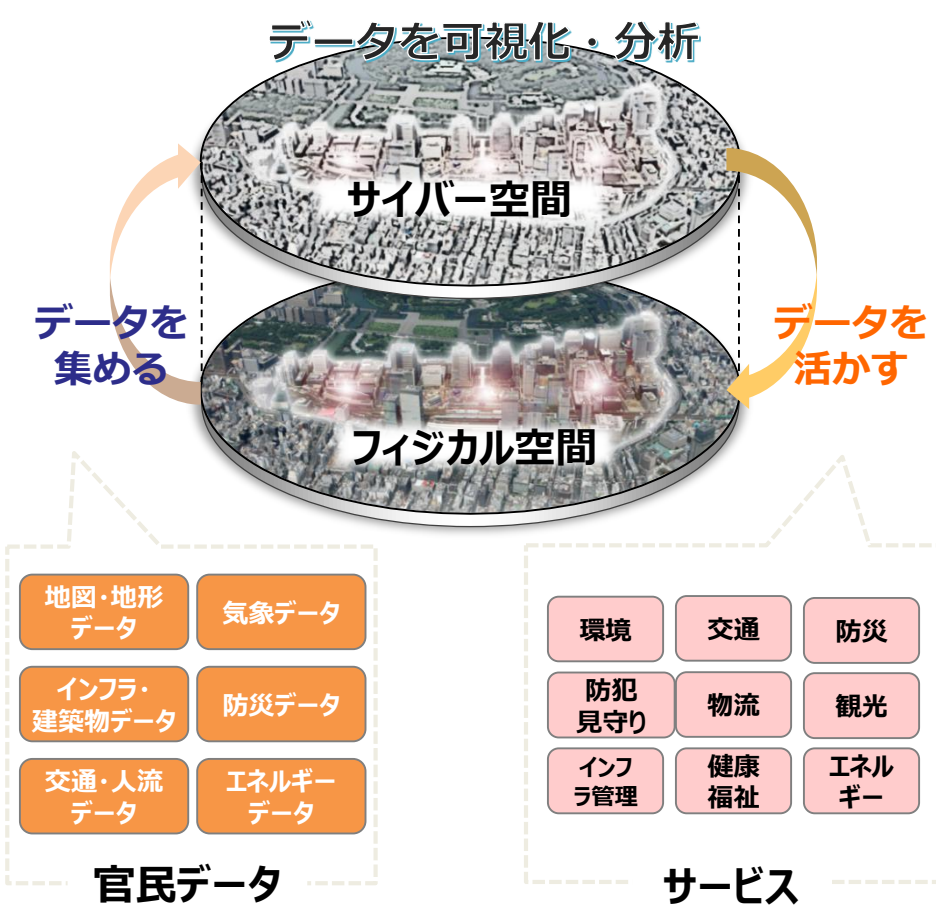 データを可視化・分析
サイバー空間
データを
集める
データを
活かす
フィジカル空間
地図・地形
データ
気象データ
インフラ・
建築物データ
防災データ
交通・人流
データ
エネルギー
データ
官民データ
環境
交通
防災
防犯
見守り
物流
観光
インフ
ラ管理
健康
福祉
エネル
ギー
サービス